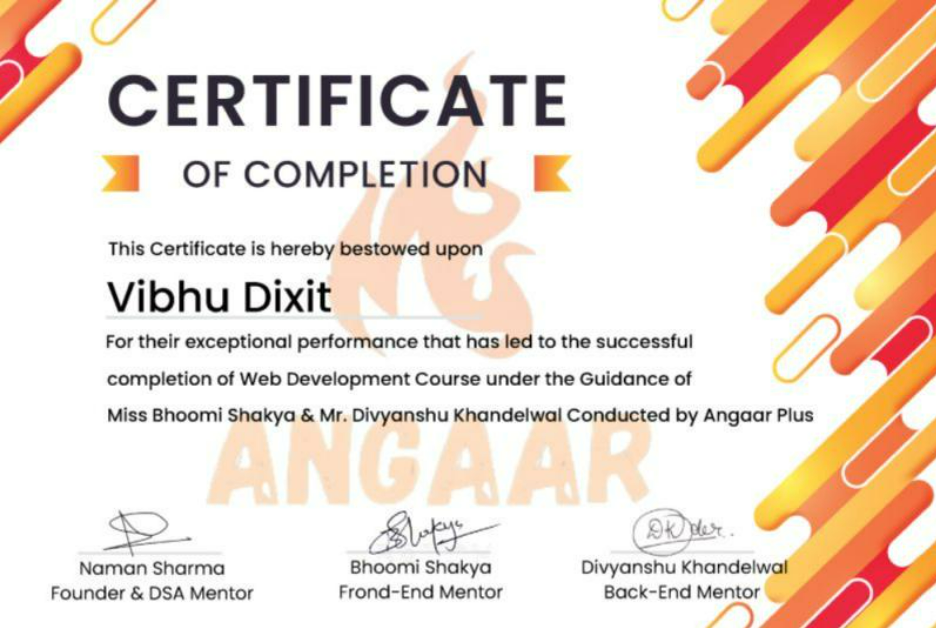 CERTIFICATE
OF COMPLETION
This Certificate is hereby bestowed upon
Vibhu Dixit
For their exceptional performance that has led to the successful
completion of Web Development Course under the Guidance of
Miss Bhoomi Shakya & Mr. Divyanshu Khandelwal Conducted by Angaar Plus
ANGAAR
Naman Sharma
Founder & DSA Mentor
Bhoomi Shakya
Frond-End Mentor
Divyanshu Khandelwal
Back-End Mentor